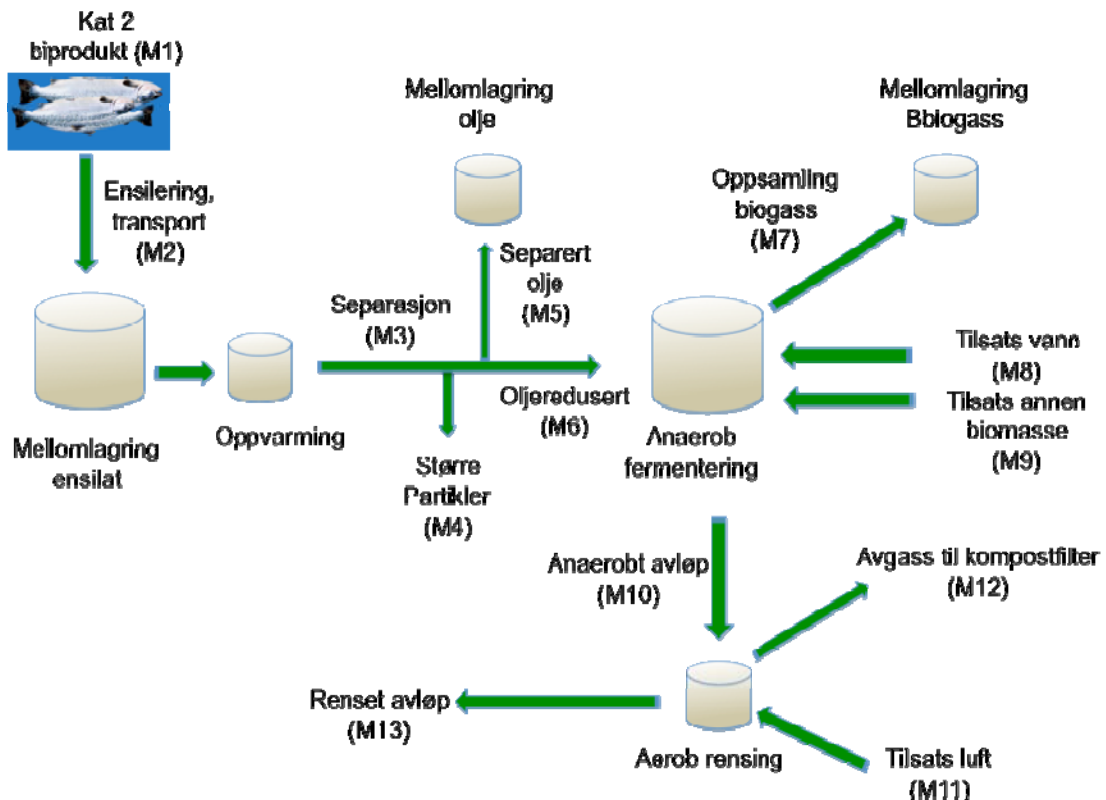 Kat 2
biprodukt (M1)
Ensilering,
transport
(M2)
Mellomlagring
ensilat
Oppvarming
Separasjon
(M3)
Større
Partikler
(M4)
Mellomlagring
olje
Separert
olje
(M5)
Oljeredusert
(M6)
Anaerob
fermentering
Oppsamling
biogass
(M7)
Mellomlagring
Bbiogass
Tilsats vann
(M8)
Tilsats annen
biomasse
(M9)
Anaerobt avløp
(M10)
Avgass til kompostfilter
(M12)
Renset avløp
(M13)
Aerob rensing
Tilsats luft
(M11)